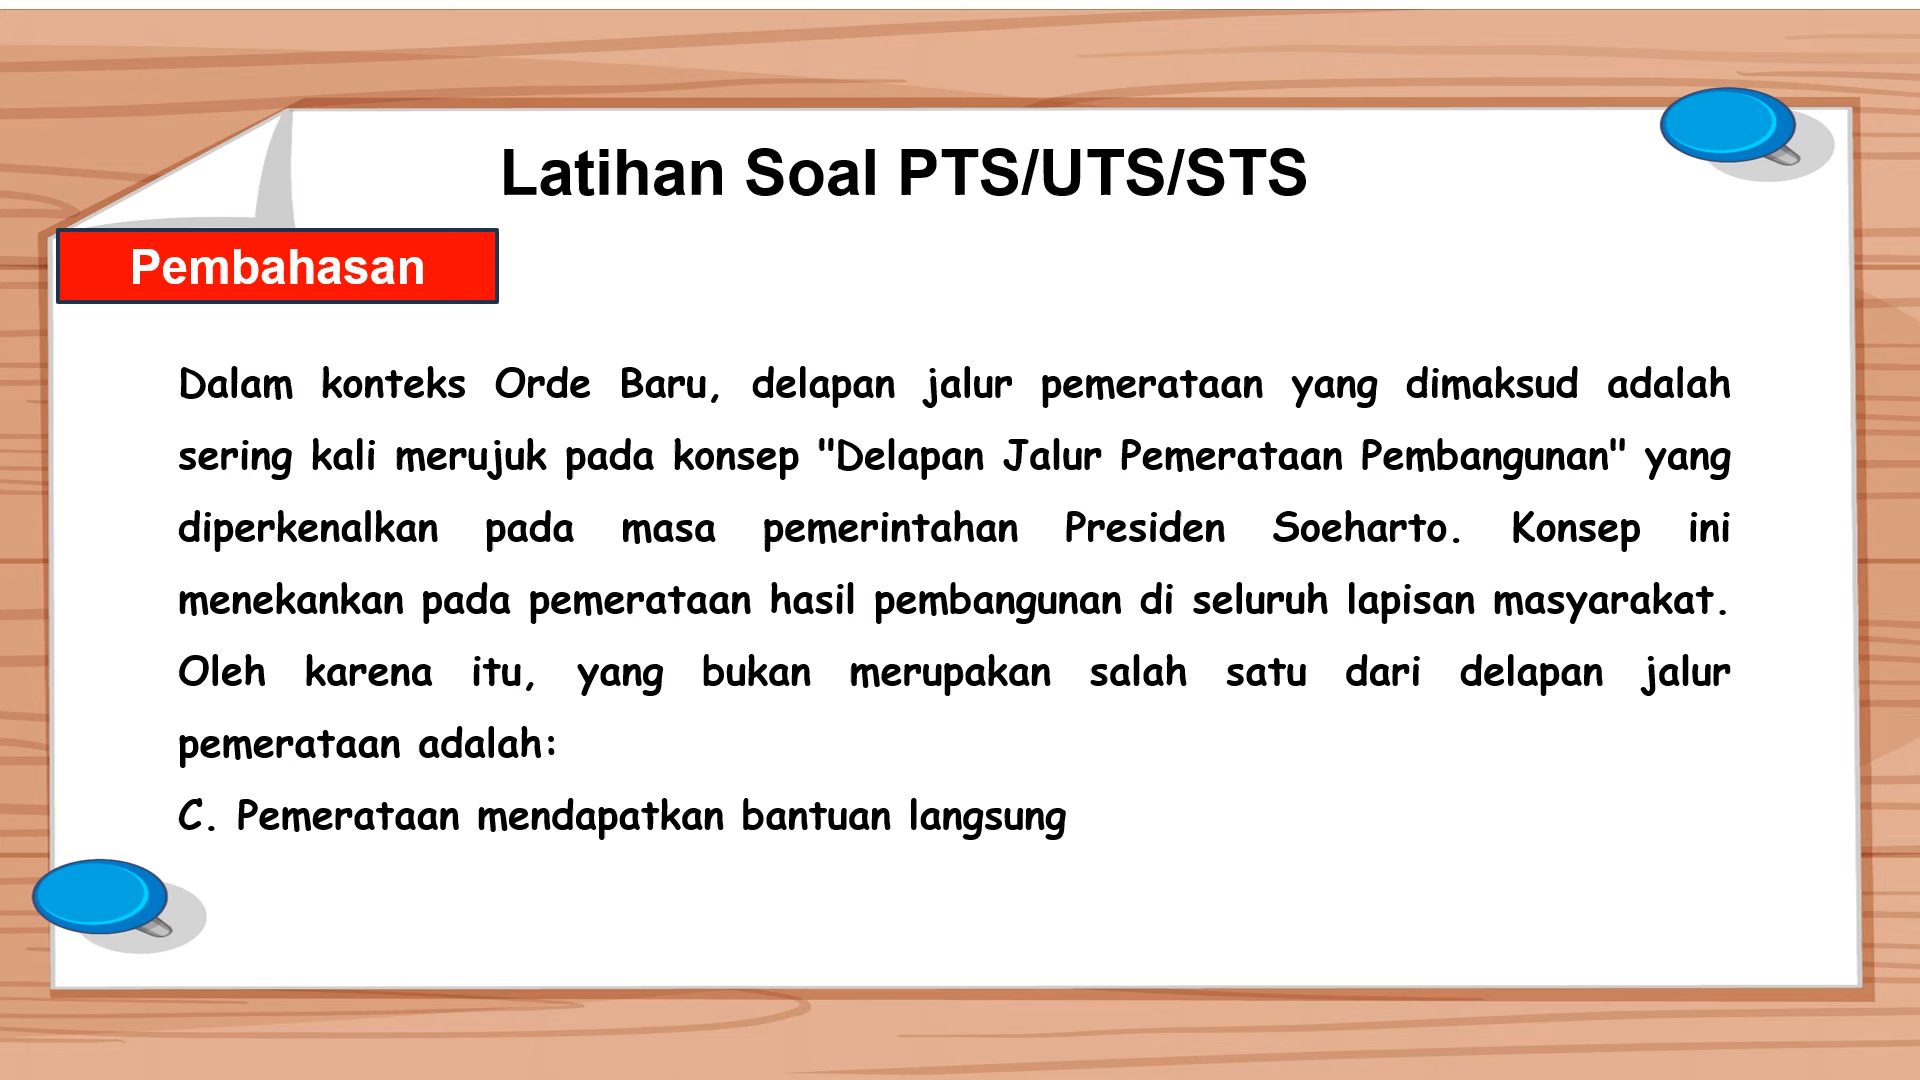 Latihan Soal PTS/UTS/STS
Pembahasan
Dalam konteks Orde Baru, delapan jalur pemerataan yang dimaksud adalah
sering kali merujuk pada konsep "Delapan Jalur Pemerataan Pembangunan" yang
diperkenalkan pada masa pemerintahan Presiden Soeharto. Konsep ini
menekankan pada pemerataan hasil pembangunan di seluruh lapisan masyarakat.
Oleh karena itu, yang bukan merupakan salah satu dari delapan jalur
pemerataan adalah:
C. Pemerataan mendapatkan bantuan langsung